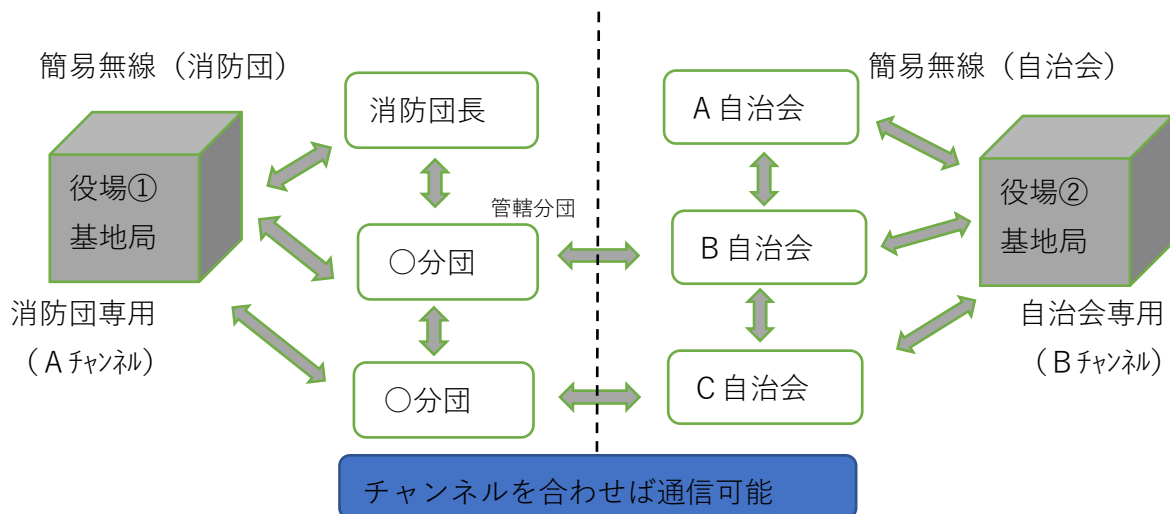 簡易無線（消防団）
役場①
基地局
消防団専用
（Ａﾁｬﾝﾈﾙ）
消防団長
〇分団
〇分団
管轄分団
簡易無線（自治会）
Ａ自治会
Ｂ自治会
Ｃ自治会
役場②
基地局
自治会専用
（Ｂﾁｬﾝﾈﾙ）
チャンネルを合わせば通信可能